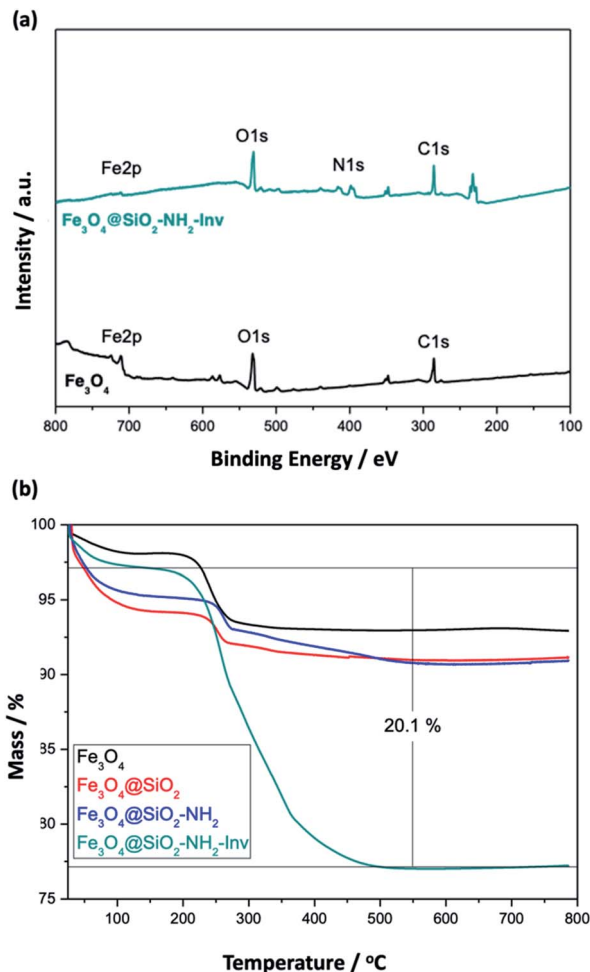 (a)
Intensity / a.u.
O1s
C1s
N1s
Fe2p
Fe₃O₄@SiO₂-NH₂-Inv
Fe2p
O1s
C1s
Fe₃O₄
800 700 600 500 400 300 200 100
Binding Energy / eV
(b)
Mass / %
100
95
90
85
80
75
20.1 %
Fe₃O₄
Fe₃O₄@SiO₂
Fe₃O₄@SiO₂-NH₂
Fe₃O₄@SiO₂-NH₂-Inv
100 200 300 400 500 600 700 800
Temperature / ᵒC